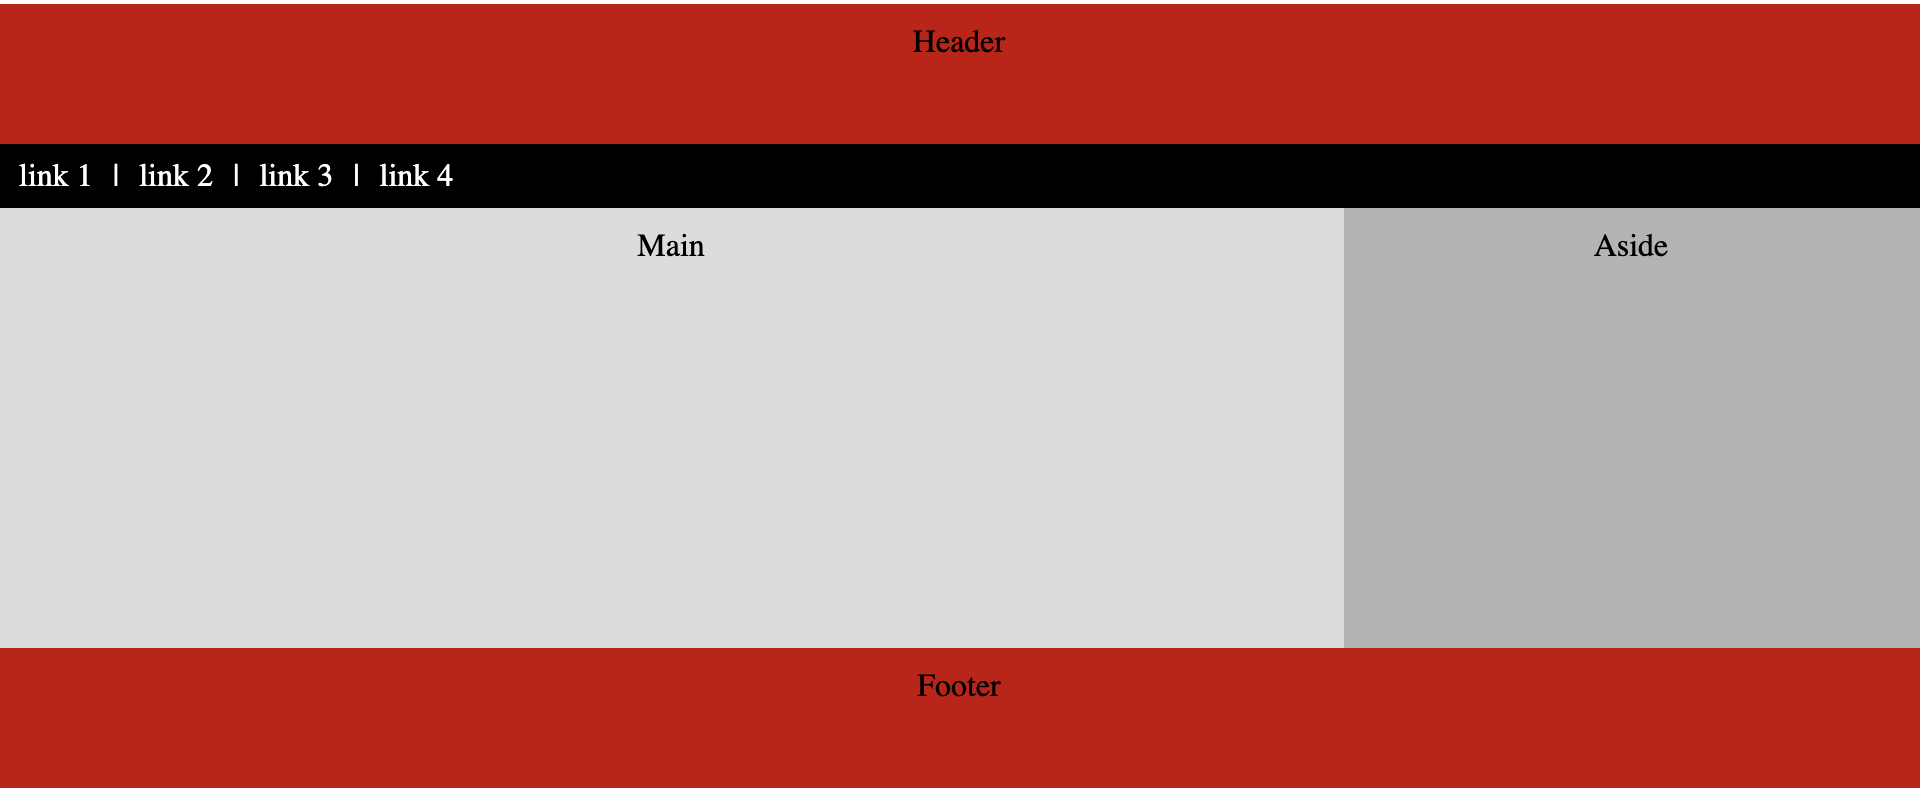 Header
link 1 | link 2 | link 3 | link 4
Main
Aside
Footer